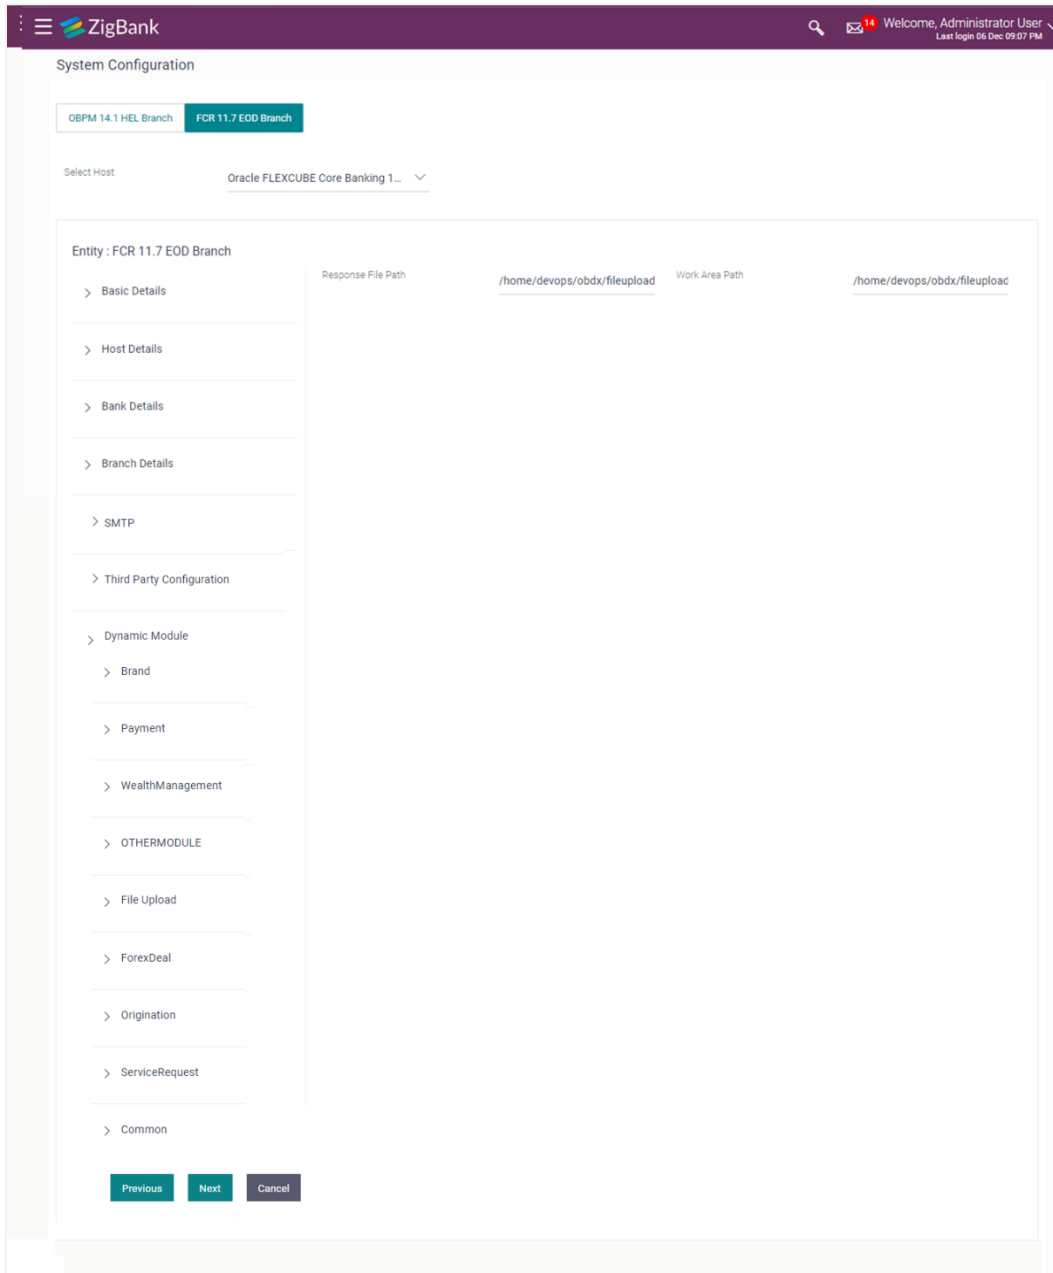 ZigBank
14
Welcome, Administrator User
Last login 06 Dec 09:07 PM
System Configuration
OBPM 14.1 HEL Branch
FCR 11.7 EOD Branch
Select Host
Oracle FLEXCUBE Core Banking 1...
Entity : FCR 11.7 EOD Branch
Response File Path
/home/devops/obdx/fileupload
Work Area Path
/home/devops/obdx/fileupload
Basic Details
Host Details
Bank Details
Branch Details
SMTP
Third Party Configuration
Dynamic Module
Brand
Payment
WealthManagement
OTHERMODULE
File Upload
ForexDeal
Origination
ServiceRequest
Common
Previous
Next
Cancel